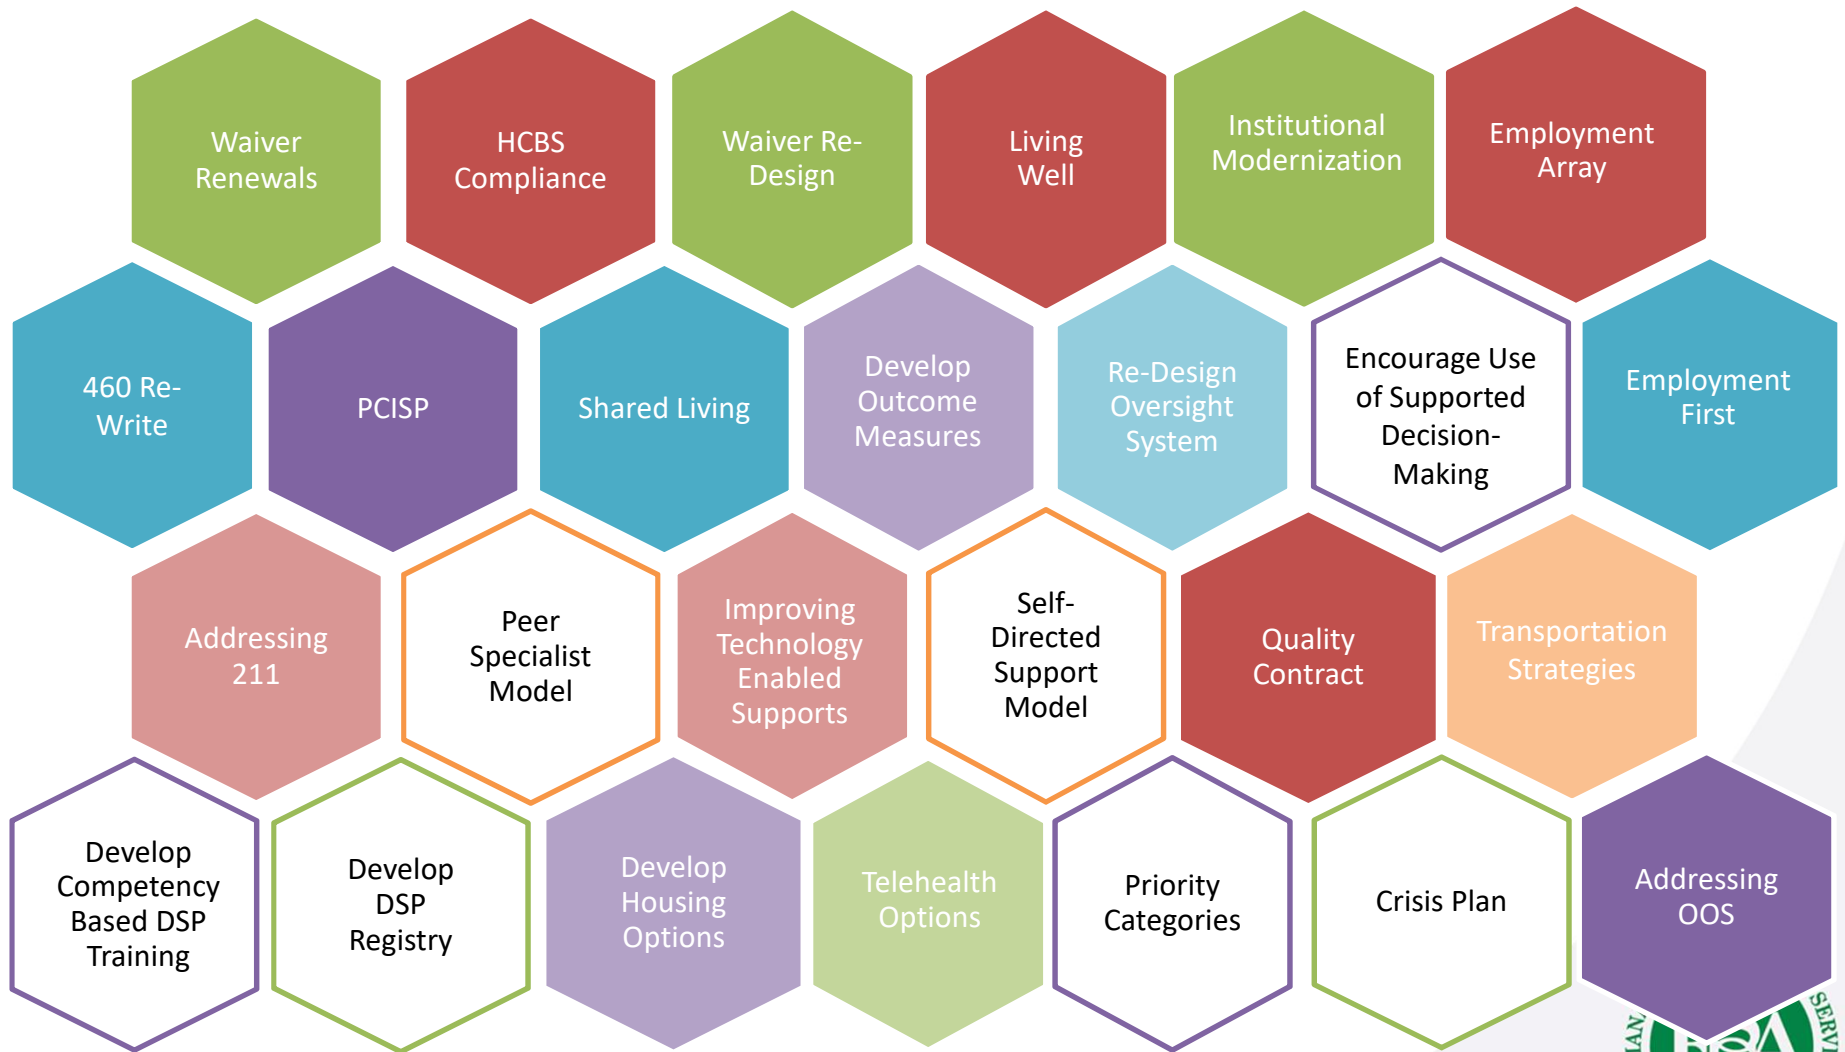 Waiver
Renewals
HCBS
Compliance
Waiver Re-
Design
Living
Well
Institutional
Modernization
Employment
Array
460 Re-
Write
PCISP
Shared Living
Develop
Outcome
Measures
Re-Design
Oversight
System
Encourage Use
of Supported
Decision-
Making
Employment
First
Addressing
211
Peer
Specialist
Model
Improving
Technology
Enabled
Supports
Self-
Directed
Support
Model
Quality
Contract
Transportation
Strategies
Develop
Competency
Based DSP
Training
Develop
DSP
Registry
Develop
Housing
Options
Telehealth
Options
Priority
Categories
Crisis Plan
Addressing
OOS